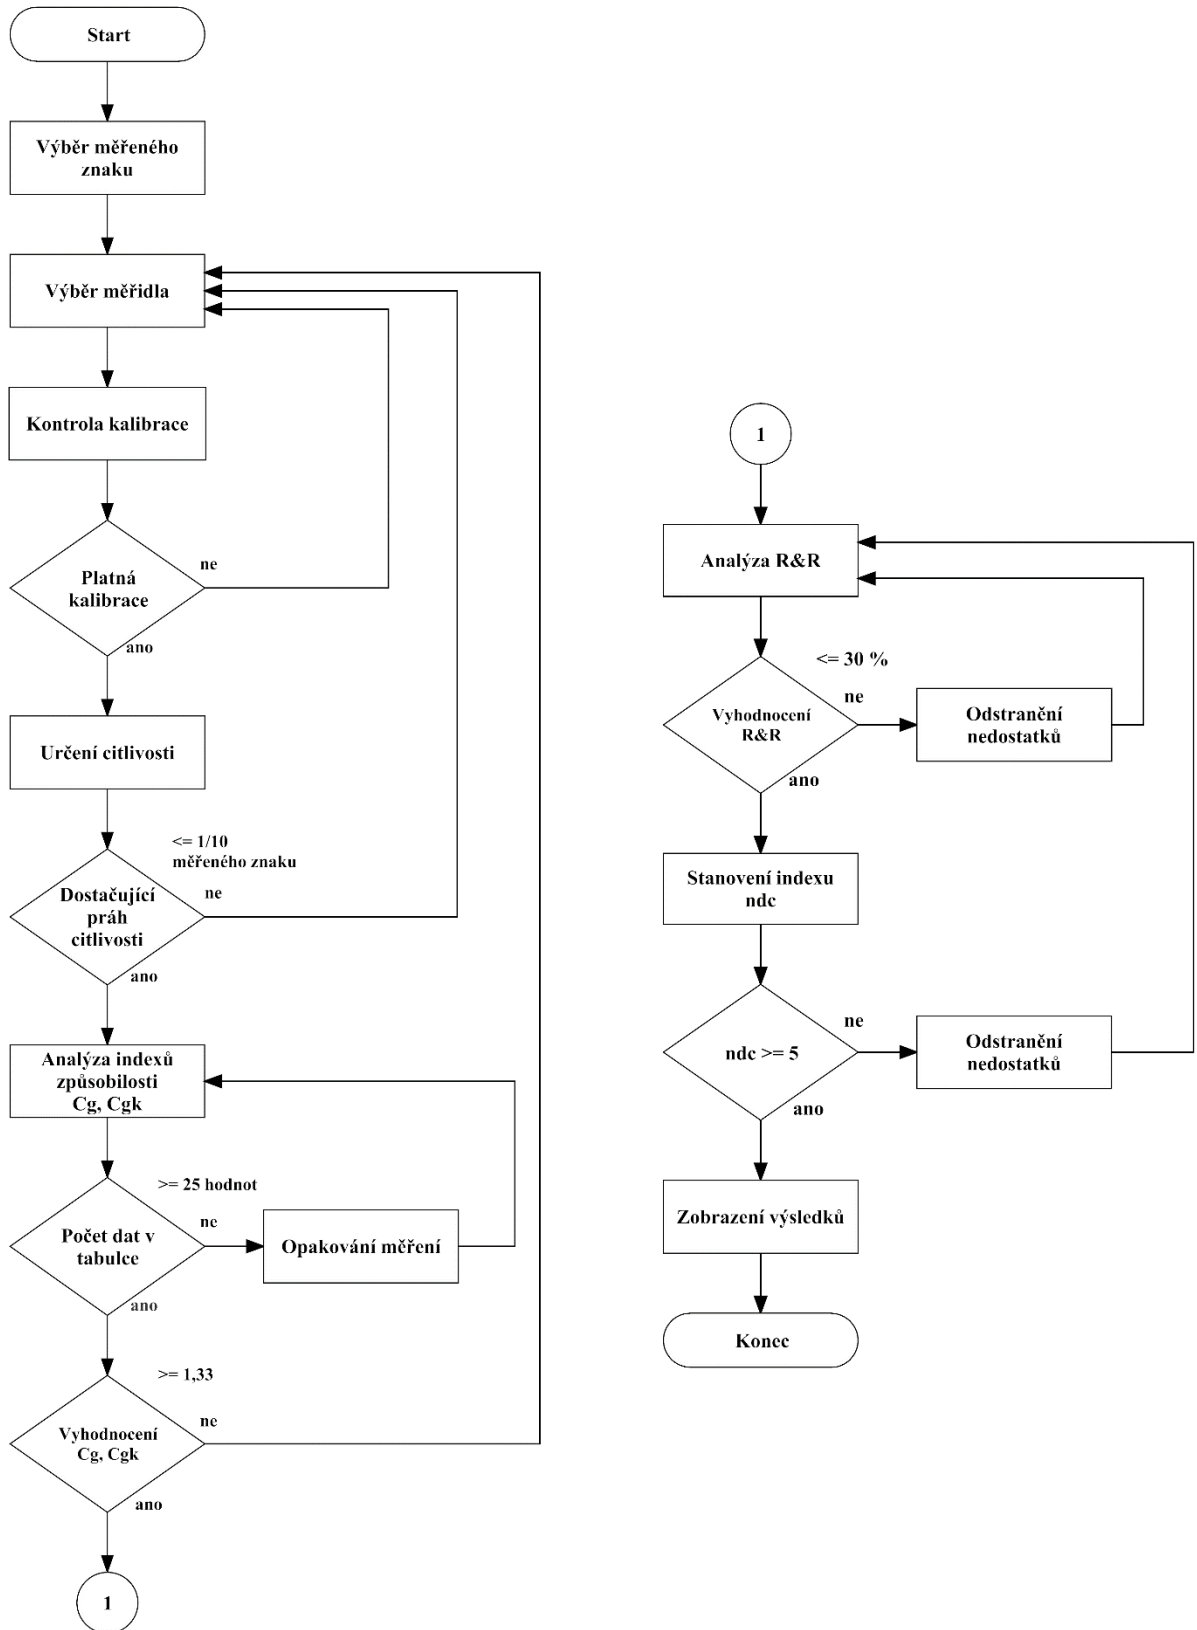 Start
Výběr měřeného
znaku
Výběr měřidla
Kontrola kalibrace
Platná
kalibrace
ne
ano
Určení citlivosti
<= 1/10
měřeného znaku
Dostačující
práh
citlivosti
ne
ano
Analýza indexů
způsobilosti
Cg, Cgk
>= 25 hodnot
Počet dat v
tabulce
ne
Opakování měření
ano
>= 1,33
Vyhodnocení
Cg, Cgk
ne
ano
1
1
Analýza R&R
<= 30 %
Vyhodnocení
R&R
ne
Odstranční
nedostatků
ano
Stanovení indexu
ndc
ndc >= 5
ne
Odstranční
nedostatků
ano
Zobrazení výsledků
Konec